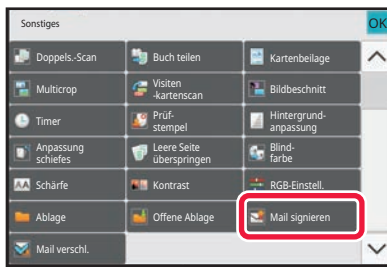 Sonstiges
OK
Doppels.-Scan
Buch teilen
Kartenbeilage
Multicrop
Visiten
-kartenscan
Bildbeschnitt
Timer
Prüf-
stempel
Hintergrund-
anpassung
Anpassung
schiefes
Leere Seite
überspringen
Blind-
farbe
AA Schärfe
Kontrast
RGB-Einstell.
Ablage
Offene Ablage
Mail signieren
Mail verschl.